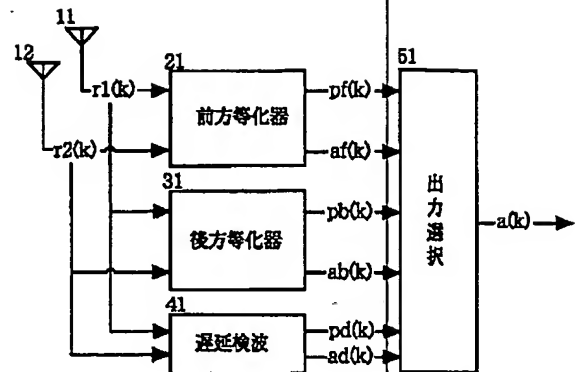 11
12
r1(k)
r2(k)
21
前方等化器
pf(k)
af(k)
31
後方等化器
pb(k)
ab(k)
41
遅延検波
pd(k)
ad(k)
51
出力選択
a(k)